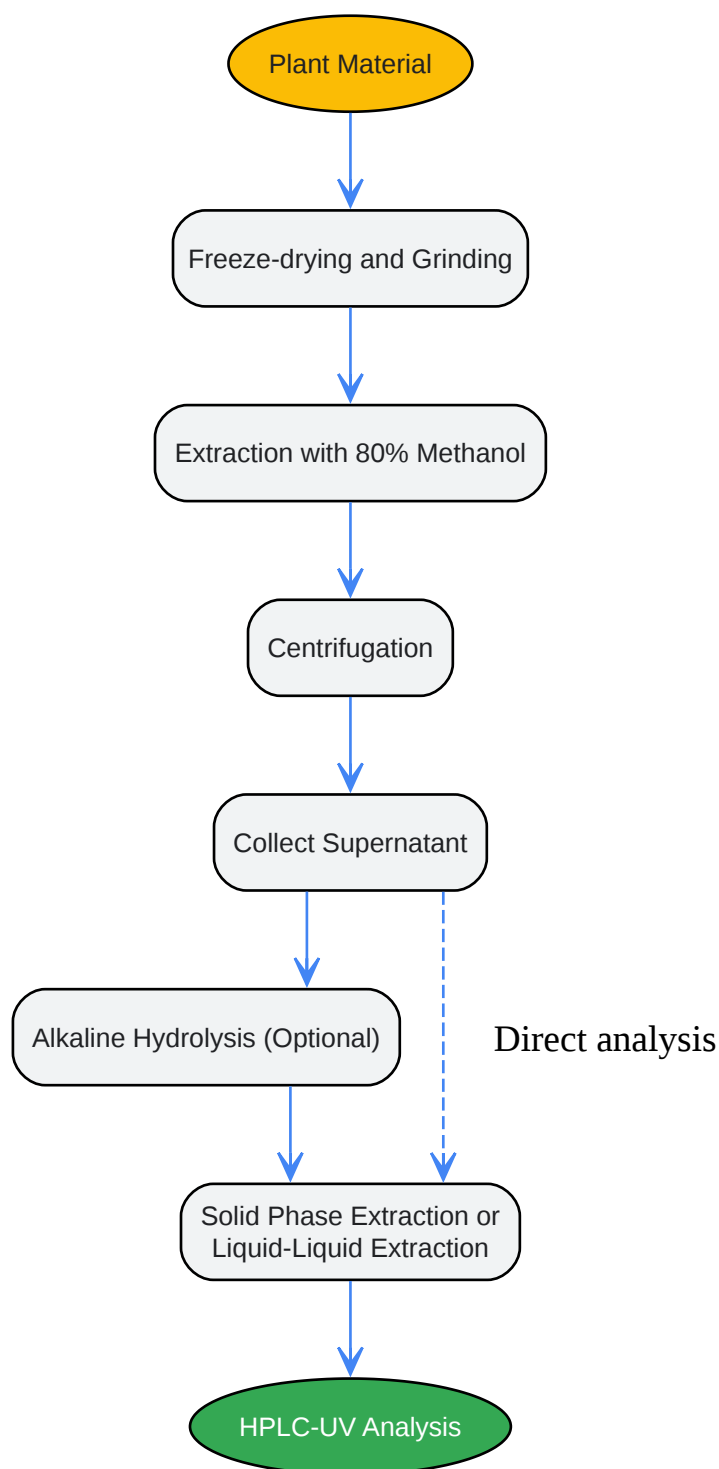 Plant Material
Freeze-drying and Grinding
Extraction with 80% Methanol
Centrifugation
Collect Supernatant
Alkaline Hydrolysis (Optional)
Direct analysis
Solid Phase Extraction or
Liquid-Liquid Extraction
HPLC-UV Analysis